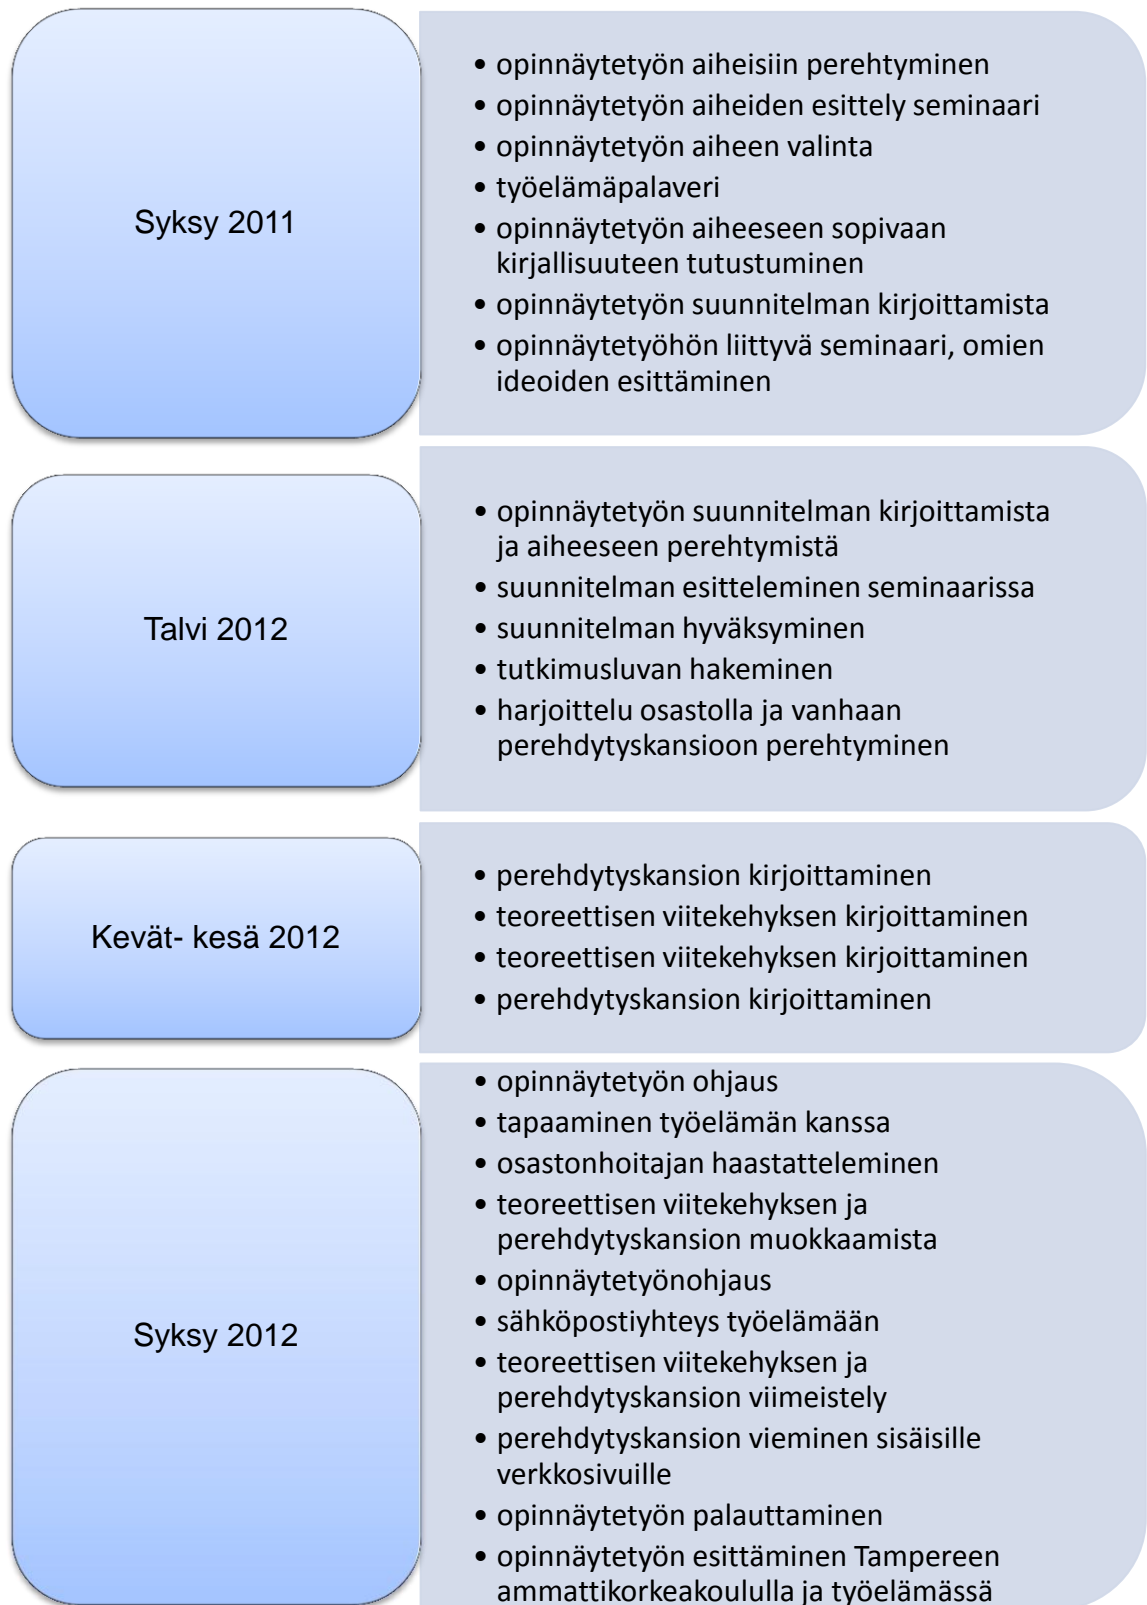 Syksy 2011
• opinnäytetyön aiheisiin perehtyminen
• opinnäytetyön aiheiden esittely seminaari
• opinnäytetyön aiheen valinta
• työelämäpalaveri
• opinnäytetyön aiheeseen sopivaan
kirjallisuuteen tutustuminen
• opinnäytetyön suunnitelman kirjoittamista
• opinnäytetyöhön liittyvä seminaari, omien
ideoiden esittäminen
Talvi 2012
• opinnäytetyön suunnitelman kirjoittamista
ja aiheeseen perehtymistä
• suunnitelman esitteleminen seminaarissa
• suunnitelman hyväksyminen
• tutkimusluvan hakeminen
• harjoittelu osastolla ja vanhaan
perehdytyskansioon perehtyminen
Kevät- kesä 2012
• perehdytyskansion kirjoittaminen
• teoreettisen viitekehyksen kirjoittaminen
• teoreettisen viitekehyksen kirjoittaminen
• perehdytyskansion kirjoittaminen
Syksy 2012
• opinnäytetyön ohjaus
• tapaaminen työelämän kanssa
• osastonhoitajan haastatteleminen
• teoreettisen viitekehyksen ja
perehdytyskansion muokkaamista
• opinnäytetyönohjaus
• sähköpostiyhteys työelämään
• teoreettisen viitekehyksen ja
perehdytyskansion viimeistely
• perehdytyskansion vieminen sisäisille
verkkosivuille
• opinnäytetyön palauttaminen
• opinnäytetyön esittäminen Tampereen
ammattikorkeakoululla ja työelämässä